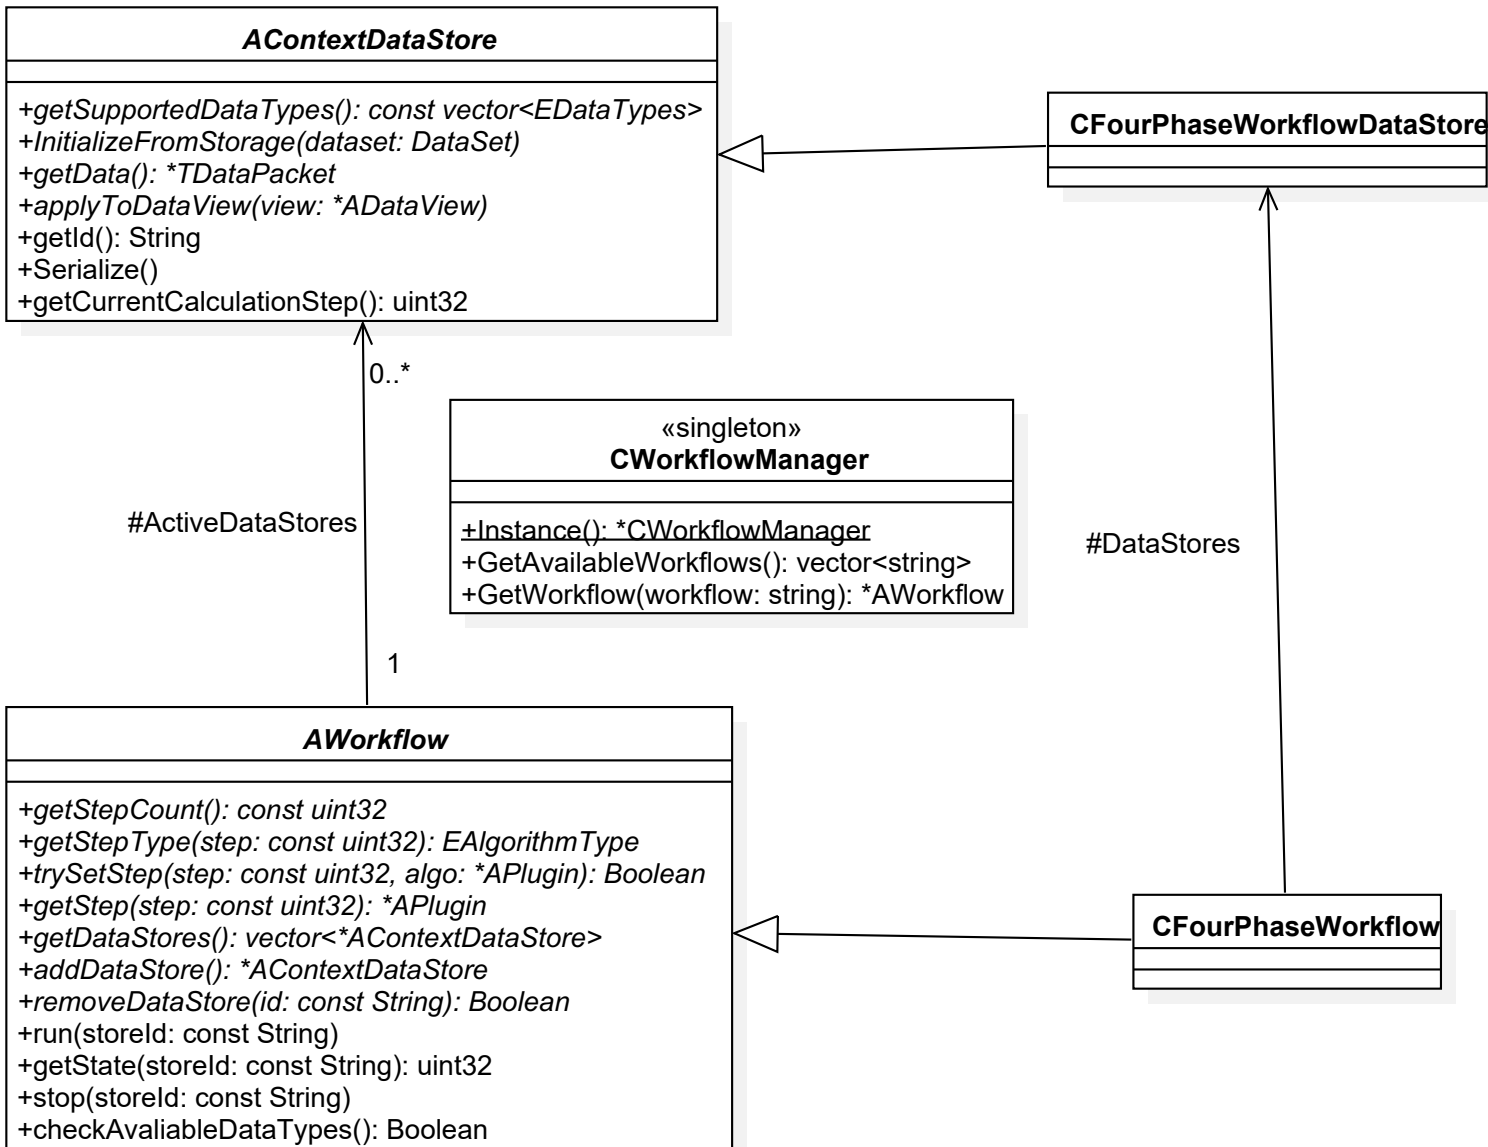 AContextDataStore
+getSupportedDataTypes(): const vector<EDataTypes>
+InitializeFromStorage(dataset: DataSet)
+getData(): *TDataPacket
+applyToDataView(view: *ADataView)
+getId(): String
+Serialize()
+getCurrentCalculationStep(): uint32
CFourPhaseWorkflowDataStore
0..*
«singleton»
CWorkflowManager
+Instance(): *CWorkflowManager
+GetAvailableWorkflows(): vector<string>
+GetWorkflow(workflow: string): *AWorkflow
#ActiveDataStores
#DataStores
1
AWorkflow
+getStepCount(): const uint32
+getStepType(step: const uint32): EAlgorithmType
+trySetStep(step: const uint32, algo: *APlugin): Boolean
+getStep(step: const uint32): *APlugin
+getDataStores(): vector<*AContextDataStore>
+addDataStore(): *AContextDataStore
+removeDataStore(id: const String): Boolean
+run(storeId: const String)
+getState(storeId: const String): uint32
+stop(storeId: const String)
+checkAvaliableDataTypes(): Boolean
CFourPhaseWorkflow